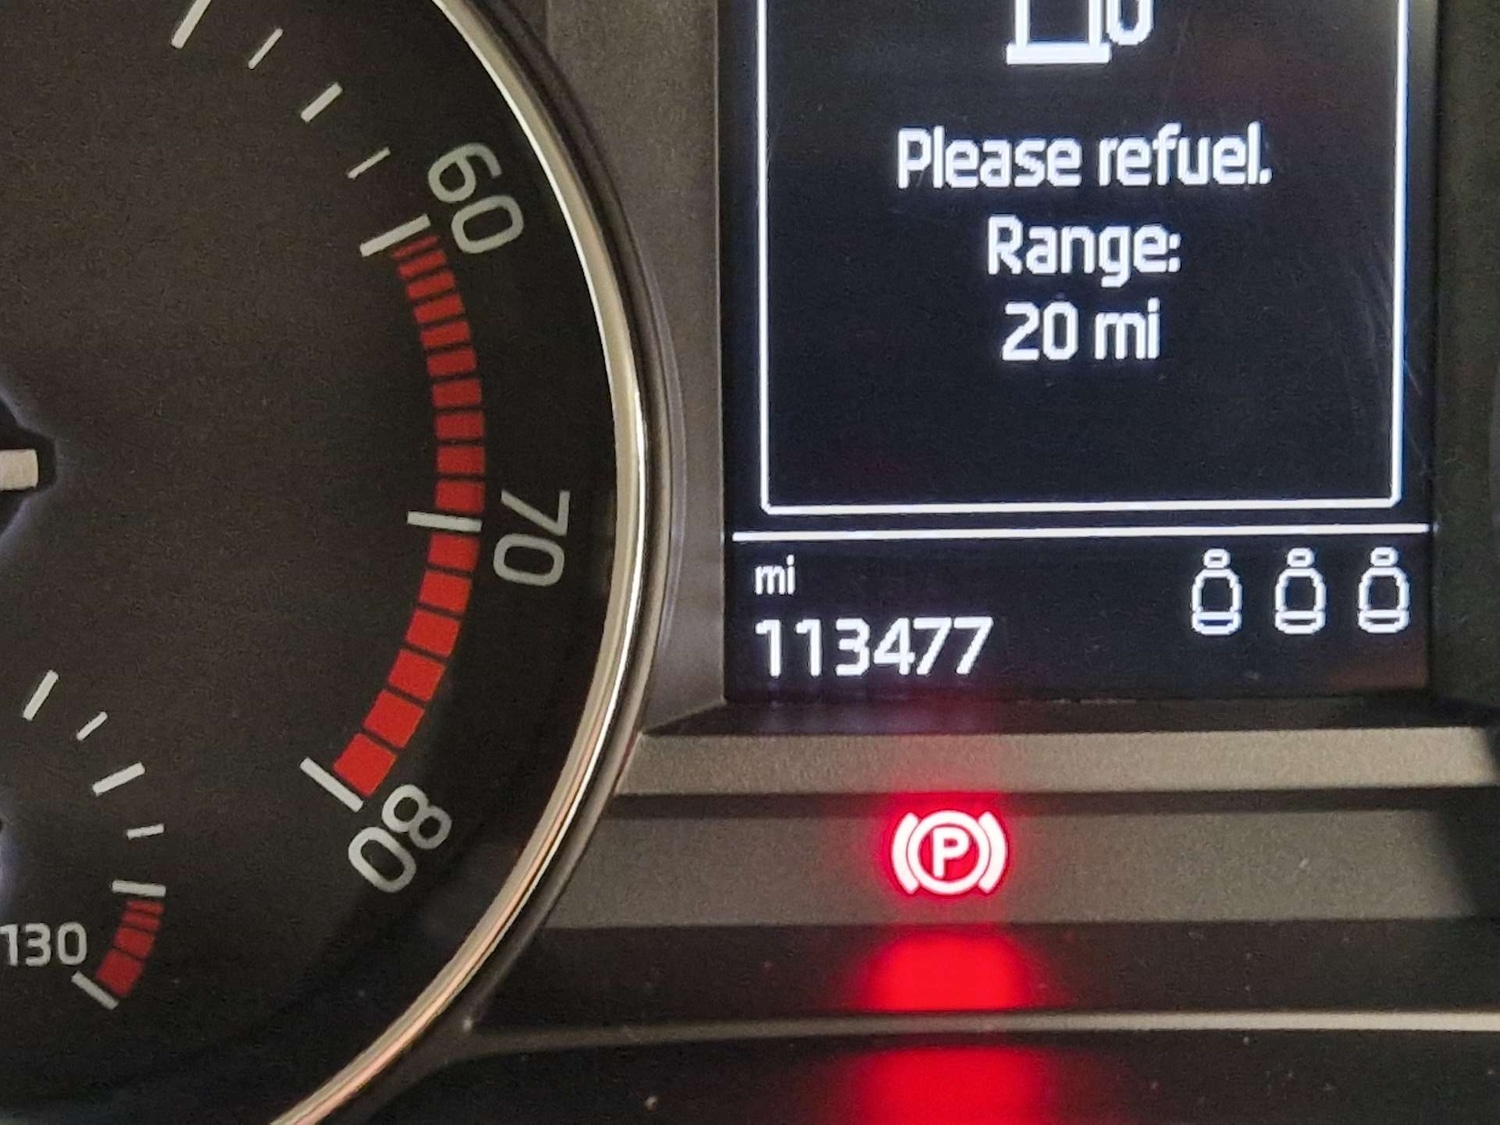 60
70
80
130
Please refuel.
Range:
20 mi
mi
113477
P